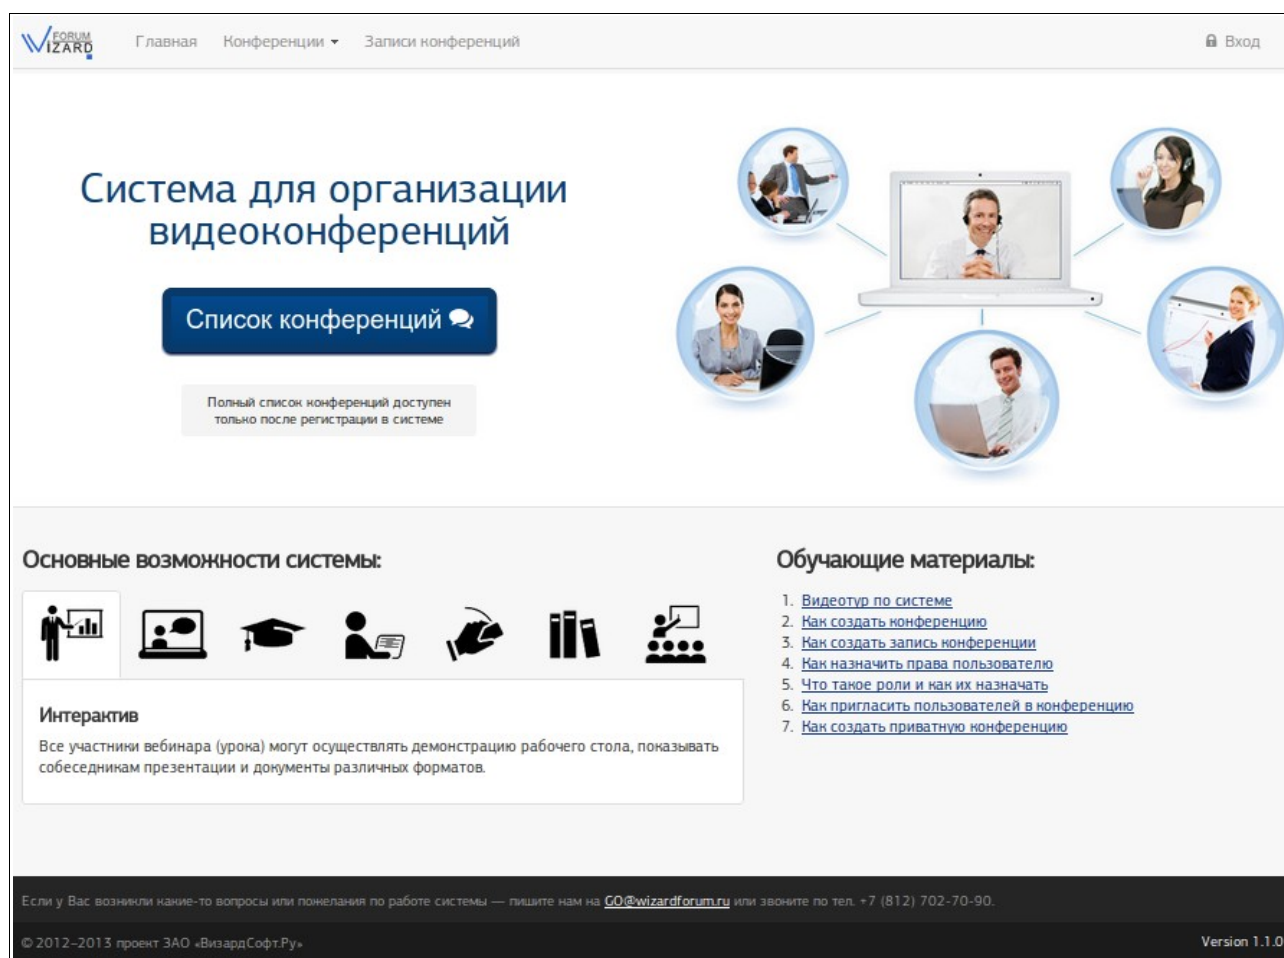 FORUM
WIZARD
Главная Конференции Записи конференций Вход
Система для организации
видеоконференций
Список конференций
Полный список конференций доступен
только после регистрации в системе
Основные возможности системы:
Интерактив
Все участники вебинара (урока) могут осуществлять демонстрацию рабочего стола, показывать
собеседникам презентации и документы различных форматов.
Обучающие материалы:
1. Видеотур по системе
2. Как создать конференцию
3. Как создать запись конференции
4. Как назначить права пользователю
5. Что такое роли и как их назначать
6. Как пригласить пользователей в конференцию
7. Как создать приватную конференцию
Если у Вас возникли какие-то вопросы или пожелания по работе системы — пишите нам на GO@wizardforum.ru или звоните по тел. +7 (812) 702-70-90.
© 2012–2013 проект ЗАО «ВизардСофт.Ру» Version 1.1.0